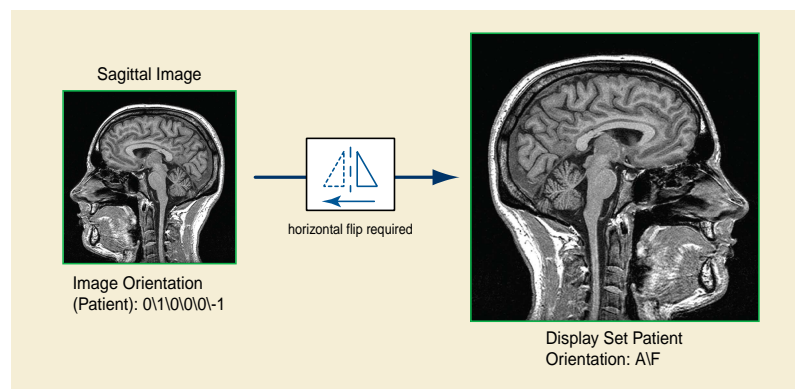 Sagittal Image
Image Orientation
(Patient): 0\1\0\0\0\-1
horizontal flip required
Display Set Patient
Orientation: A\F